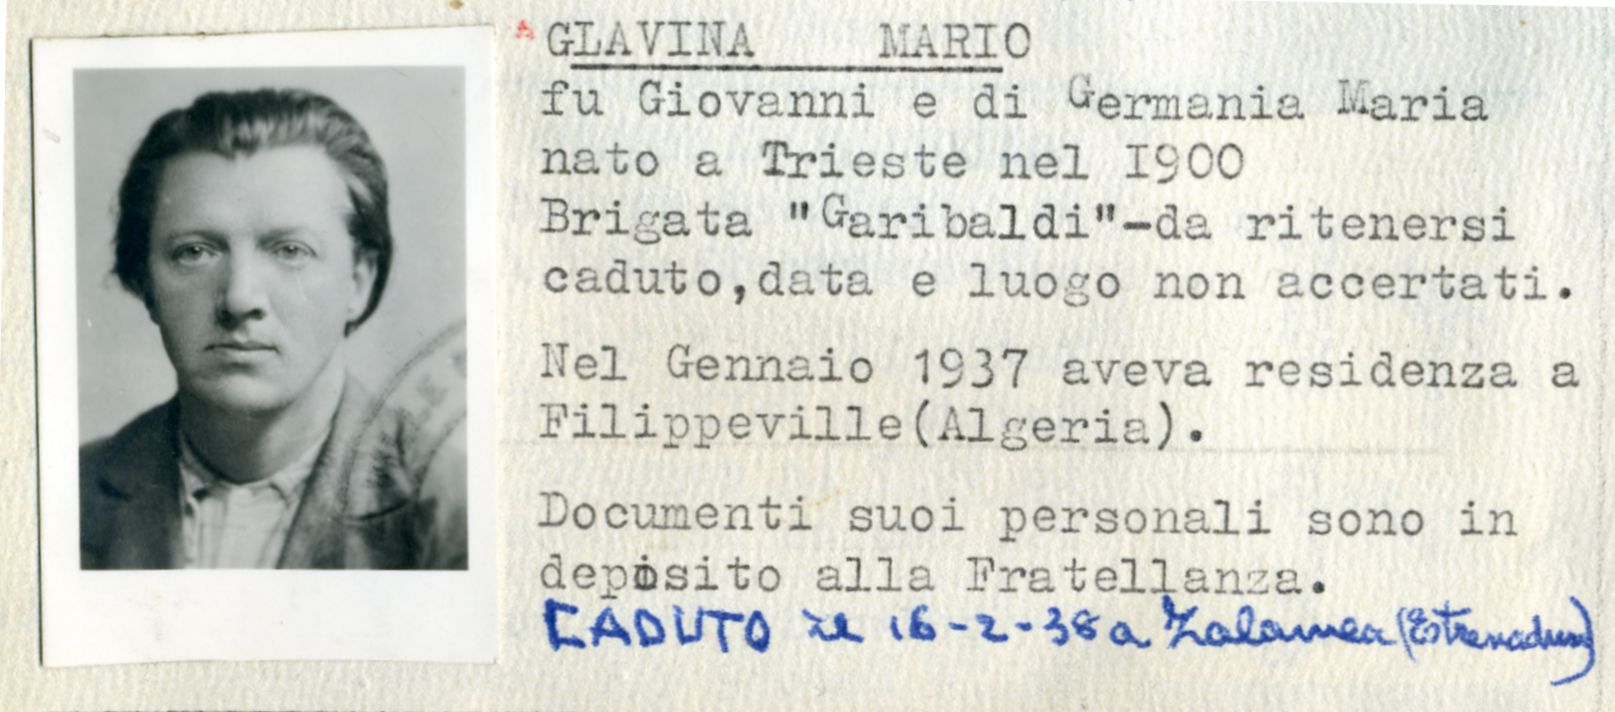 GLAVINA MARIO
fu Giovanni e di Germania Maria
nato a Trieste nel I900
Brigata "Garibaldi"-da ritenersi
caduto,data e luogo non accertati.
Nel Gennaio 1937 aveva residenza a
Filippeville(Algeria).
Documenti suoi personali sono in
deposito alla Fratellanza.
CADUTO il 16-2-38 a Zalamea (Estremadura)